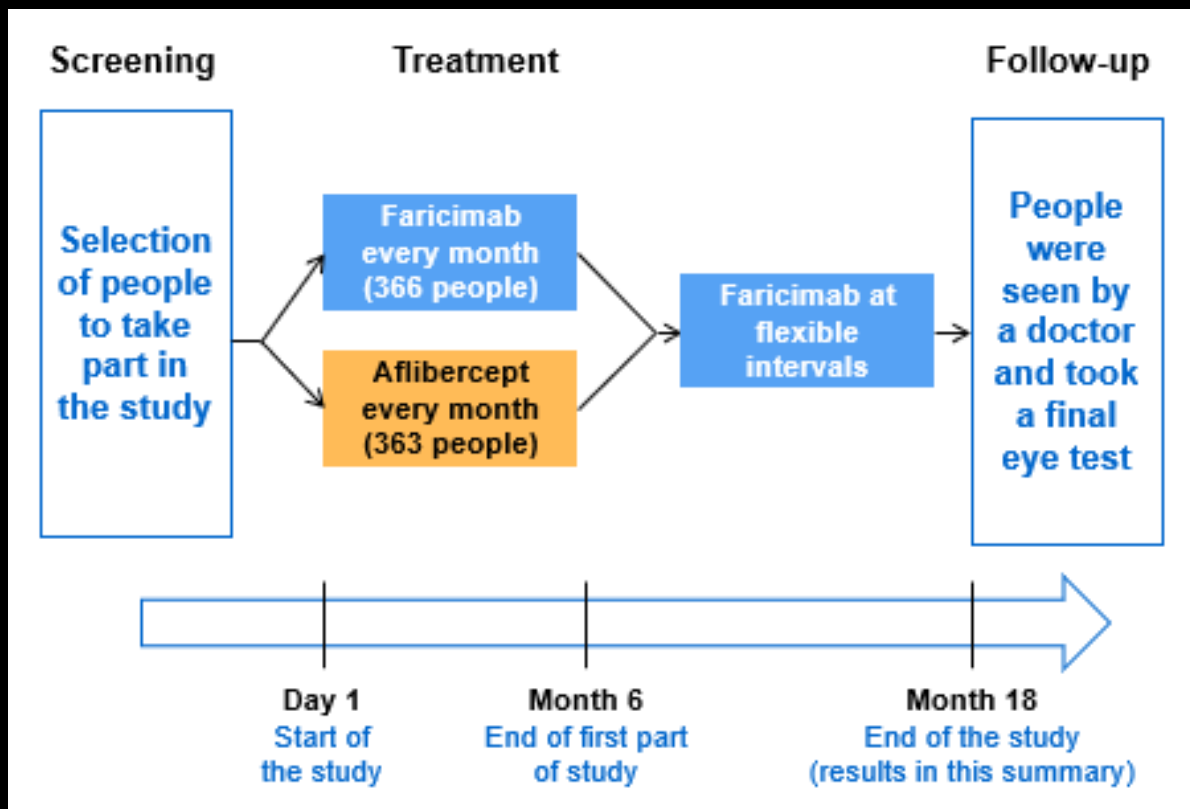 Screening
Treatment
Follow-up
Selection
of people
to take
part in
the study
Faricimab
every month
(366 people)
Aflibercept
every month
(363 people)
Faricimab at
flexible
intervals
People
were
seen by
a doctor
and took
a final
eye test
Day 1
Start of
the study
Month 6
End of first part
of study
Month 18
End of the study
(results in this summary)